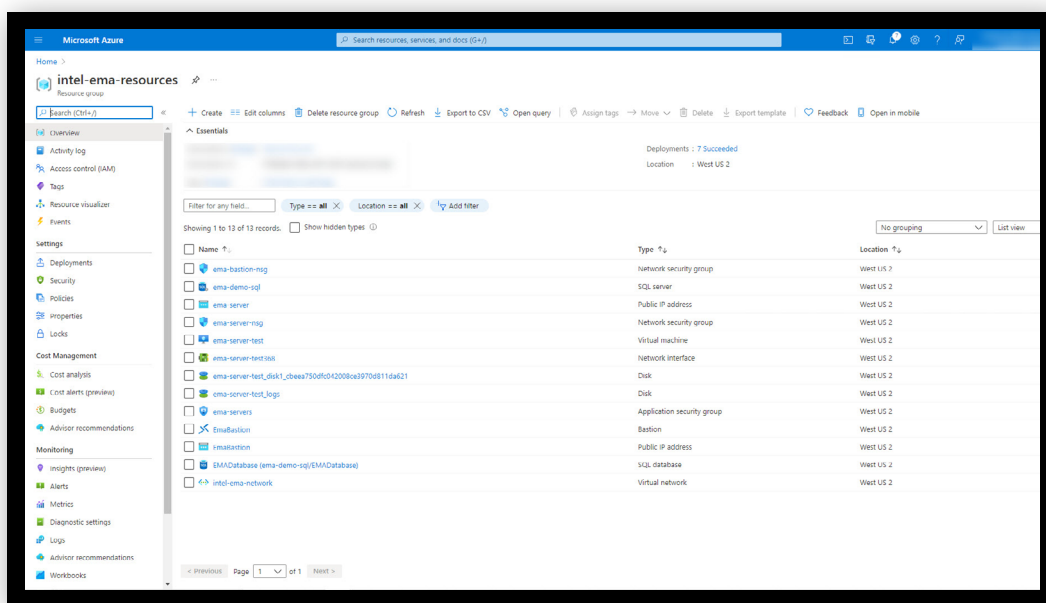 Microsoft Azure
Search resources, services, and docs (G+/)
Home >
intel-ema-resources
Resource group
Search (Ctrl+/)
«
Create
Edit columns
Delete resource group
Refresh
Export to CSV
Open query
Assign tags
Move
Delete
Export template
Feedback
Open in mobile
Overview
Activity log
Access control (IAM)
Tags
Resource visualizer
Events
Settings
Deployments
Security
Policies
Properties
Locks
Cost Management
Cost analysis
Cost alerts (preview)
Budgets
Advisor recommendations
Monitoring
Insights (preview)
Alerts
Metrics
Diagnostic settings
Logs
Advisor recommendations
Workbooks
Essentials
Deployments : 7 Succeeded
Location : West US 2
Filter for any field...
Type == all
Location == all
Add filter
Showing 1 to 13 of 13 records.
Show hidden types
No grouping
List view
Name Type Location
ema-bastion-nsg Network security group West US 2
ema-demo-sql SQL server West US 2
ema-server Public IP address West US 2
ema-server-nsg Network security group West US 2
ema-server-test Virtual machine West US 2
ema-server-test368 Network Interface West US 2
ema-server-test_disk1_cbeea750dfc042008ce3970d811da621 Disk West US 2
ema-server-test_logs Disk West US 2
ema-servers Application security group West US 2
EmaBastion Bastion West US 2
EmaBastion Public IP address West US 2
EMADatabase (ema-demo-sql/EMADatabase) SQL database West US 2
intel-ema-network Virtual network West US 2
< Previous Page 1 of 1 Next >